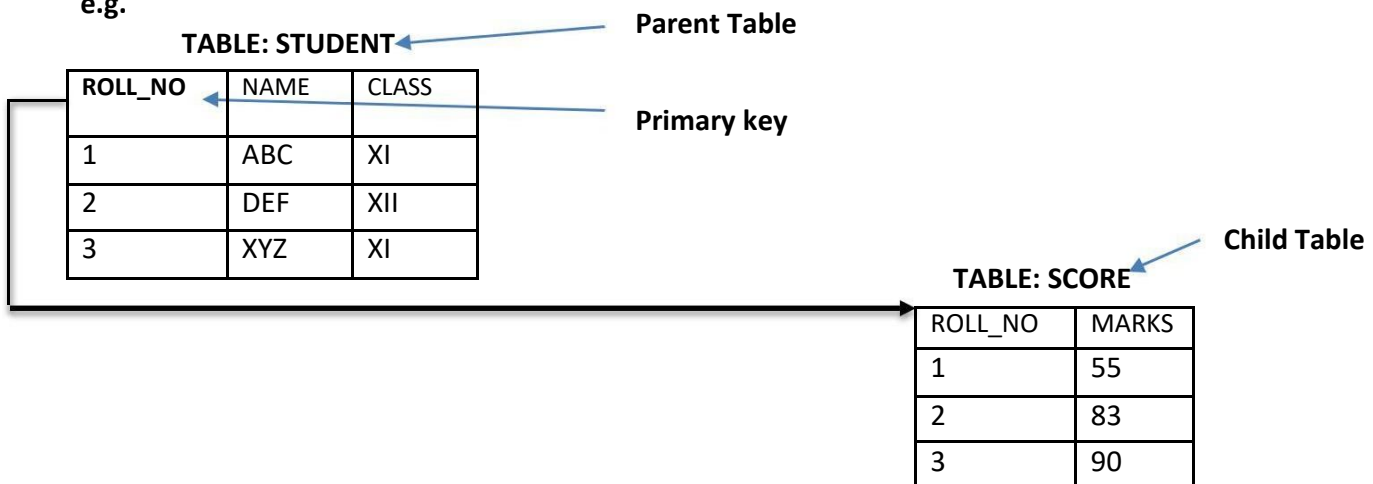 e.g.
Parent Table
TABLE: STUDENT
ROLL_NO NAME CLASS
Primary key
1 ABC XI
2 DEF XII
3 XYZ XI
Child Table
TABLE: SCORE
ROLL_NO MARKS
1 55
2 83
3 90